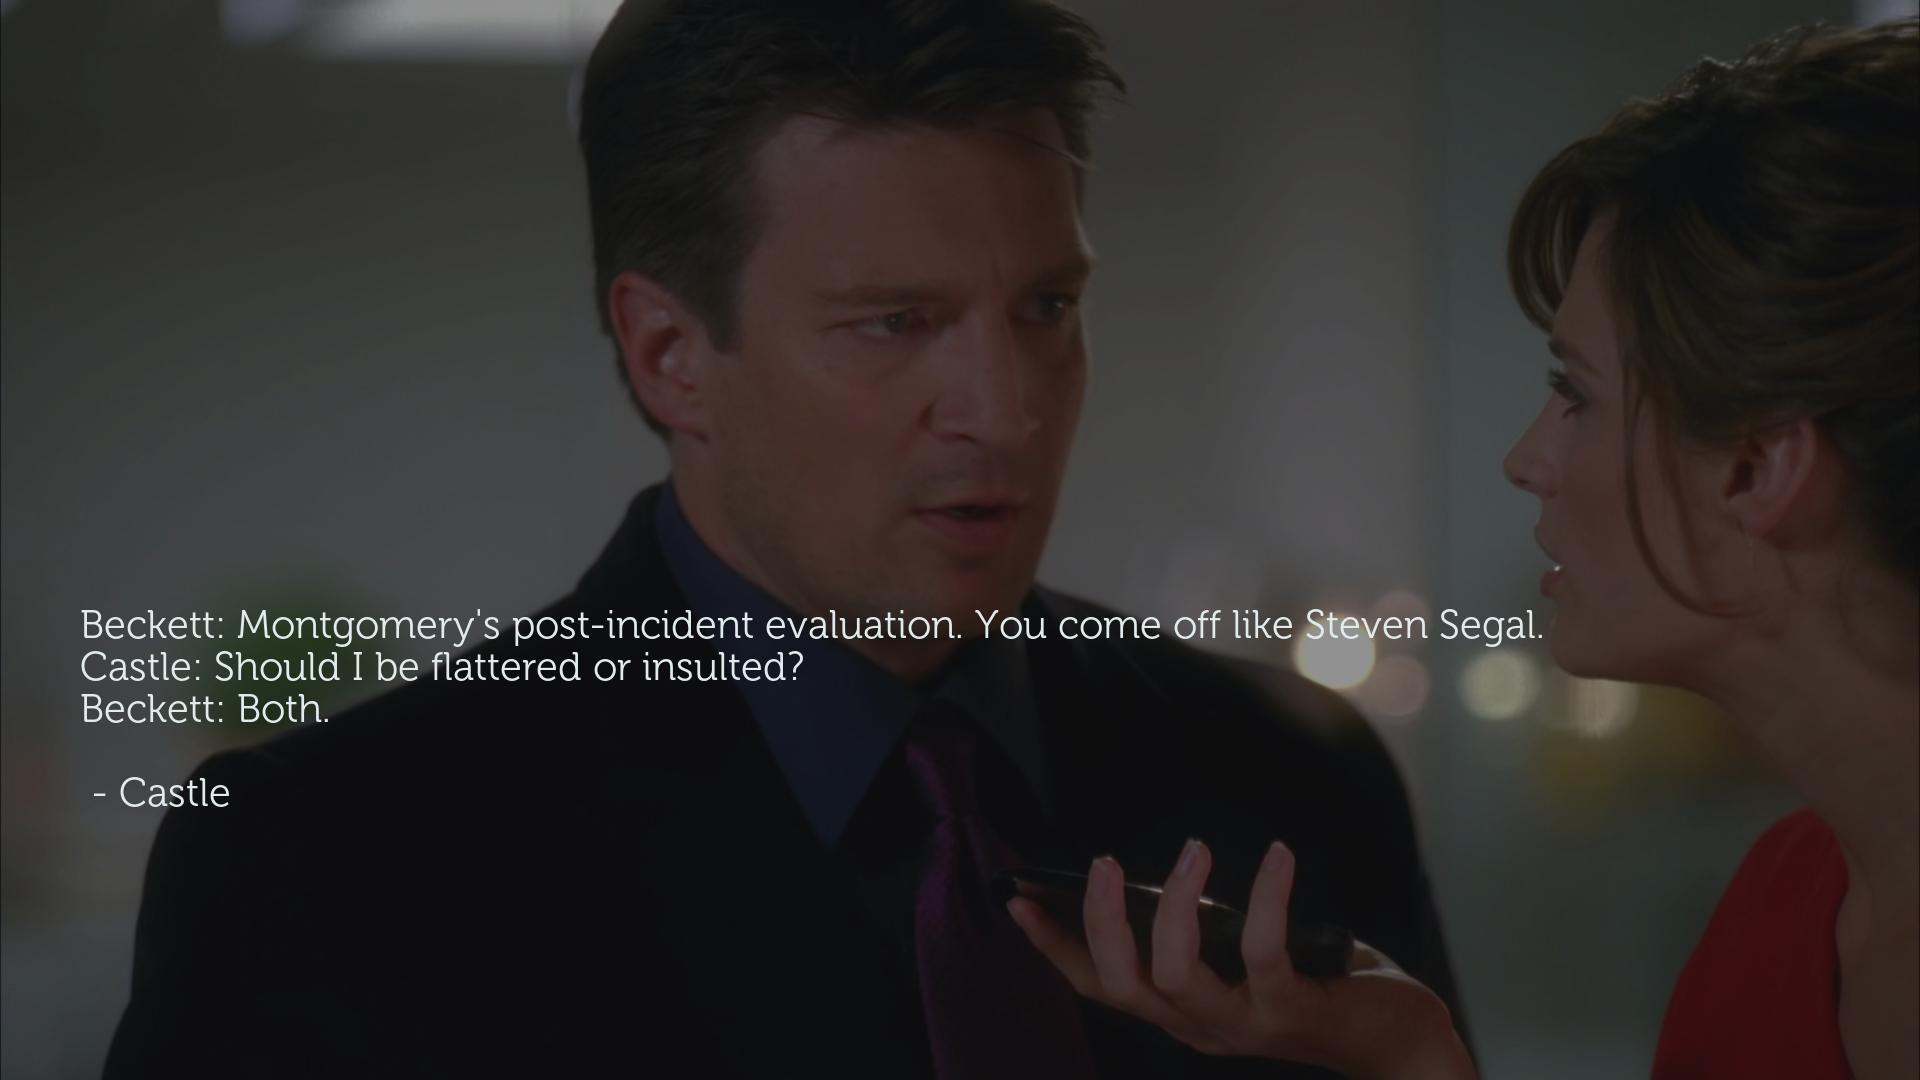 Beckett: Montgomery's post-incident evaluation. You come off like Steven Segal.
Castle: Should I be flattered or insulted?
Beckett: Both.
- Castle